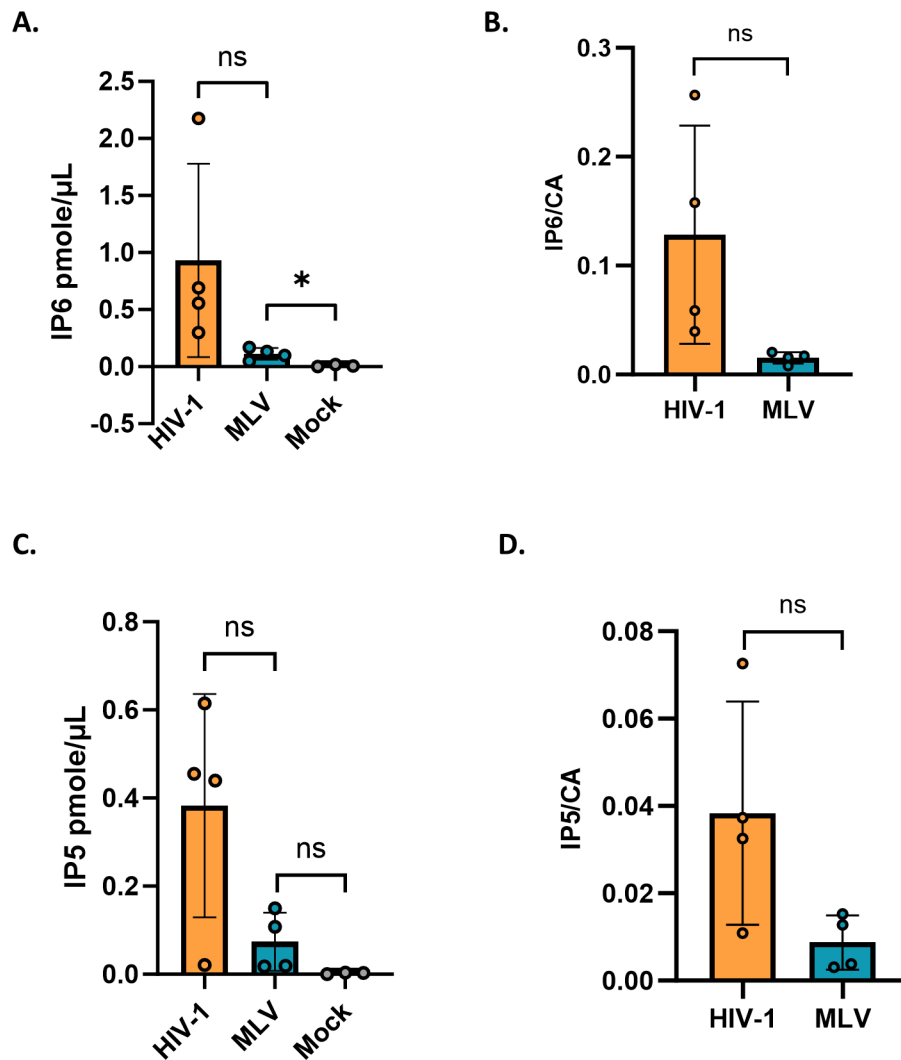 A.
ns
*
IP6 pmole/µL
2.5
2.0
1.5
1.0
0.5
0.0
-0.5
HIV-1
MLV
Mock
B.
ns
IP6/CA
0.3
0.2
0.1
0.0
HIV-1
MLV
C.
ns
ns
IP5 pmole/µL
0.8
0.6
0.4
0.2
0.0
HIV-1
MLV
Mock
D.
ns
IP5/CA
0.08
0.06
0.04
0.02
0.00
HIV-1
MLV